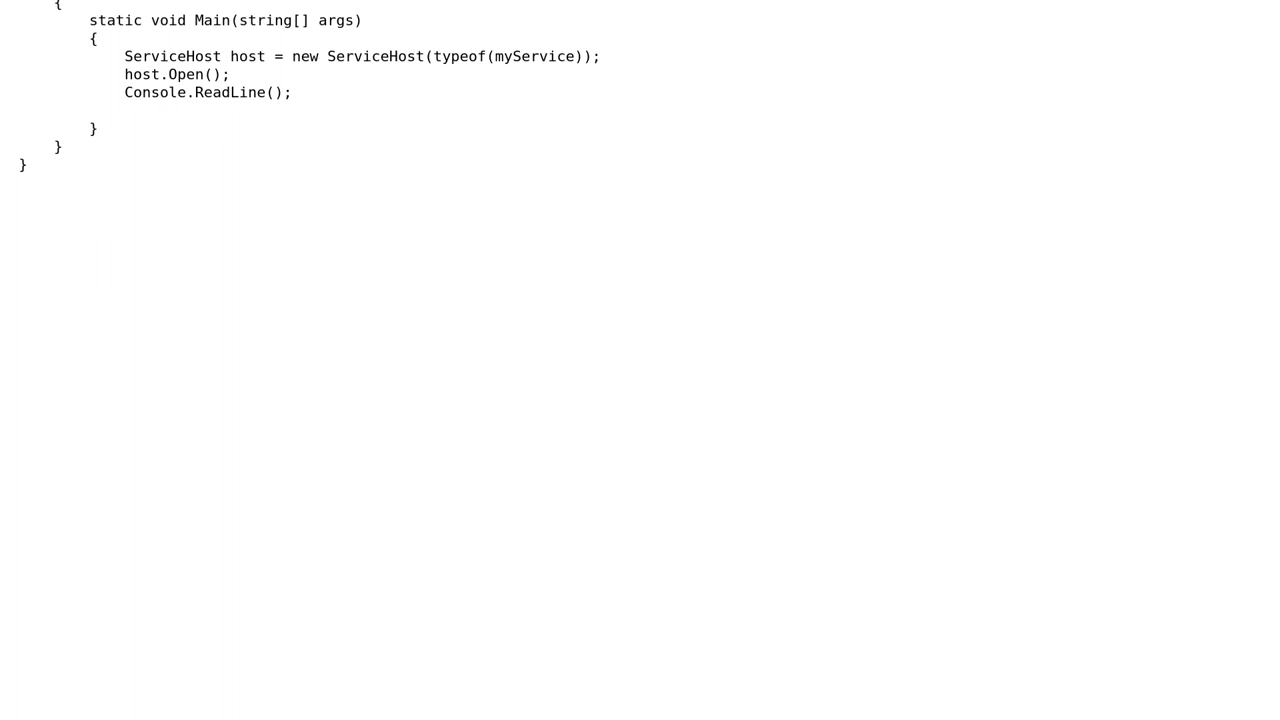 {
static void Main(string[] args)
{
ServiceHost host = new ServiceHost(typeof(myService));
host.Open();
Console.ReadLine();
}
}
}